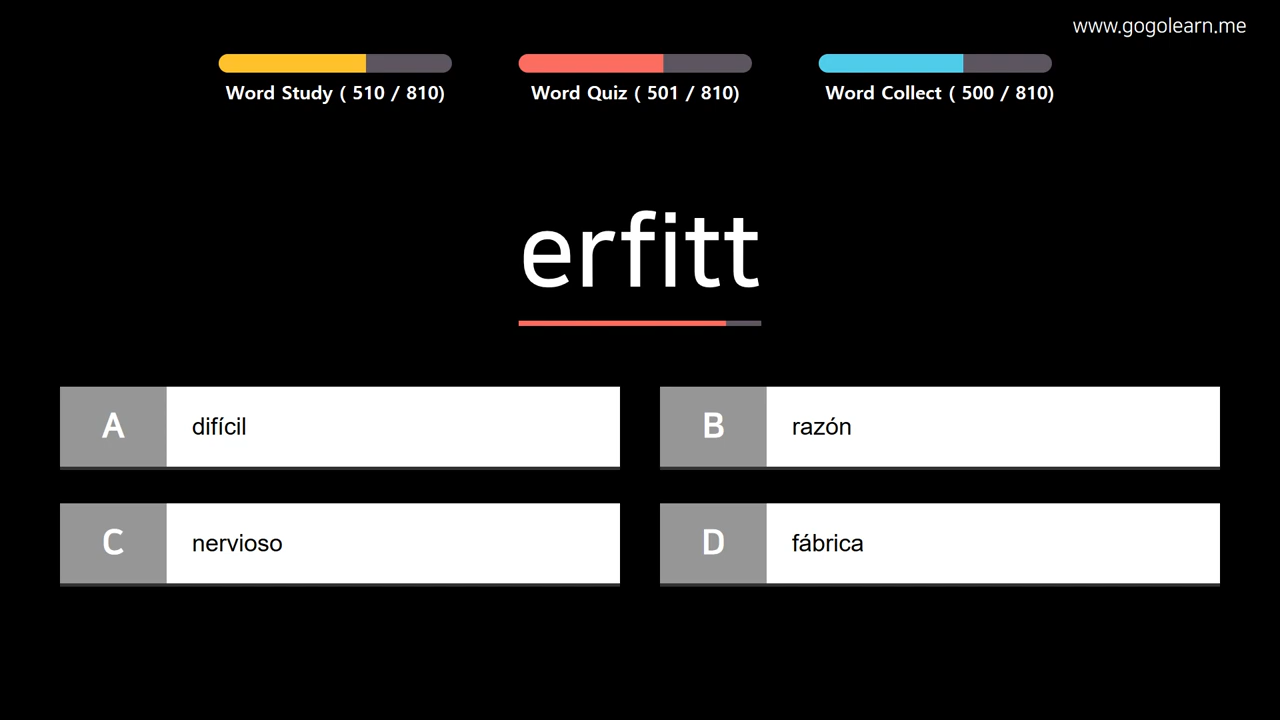 www.gogolearn.me
Word Study ( 510 / 810)
Word Quiz ( 501 / 810)
Word Collect ( 500 / 810)
erfitt
A difícil
B razón
C nervioso
D fábrica